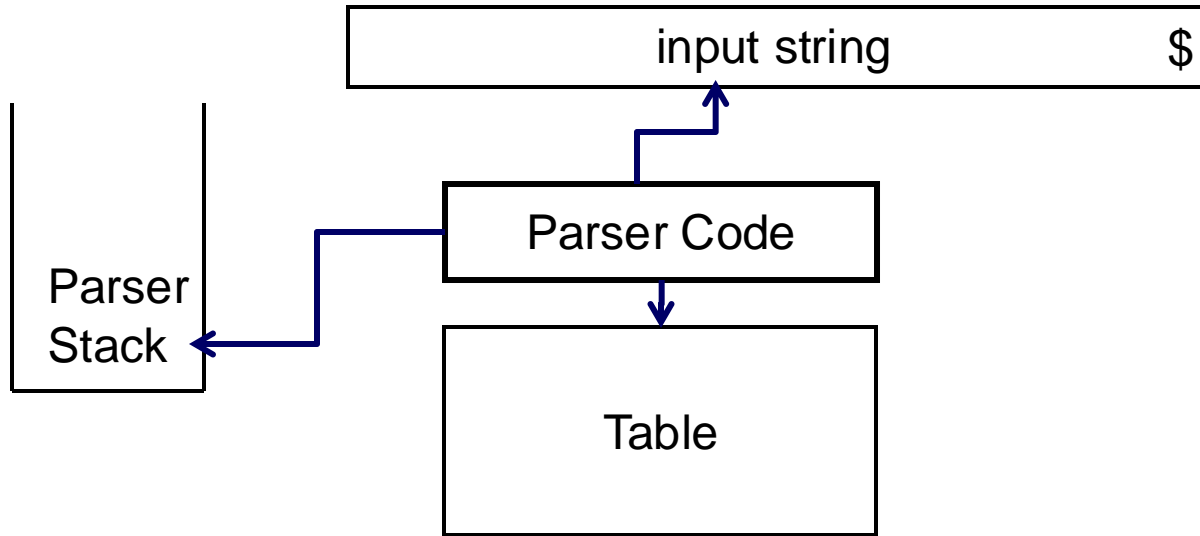 input string $
Parser Code
Parser
Stack
Table